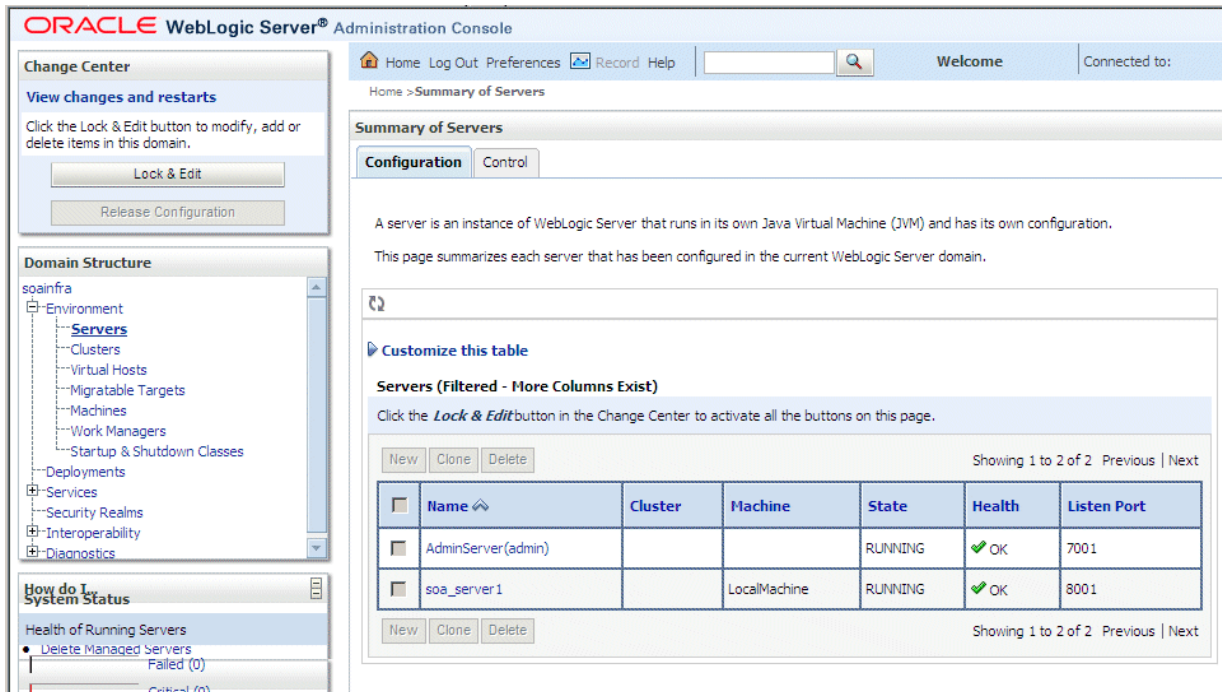 ORACLE WebLogic Server® Administration Console
Change Center
View changes and restarts
Click the Lock & Edit button to modify, add or
delete items in this domain.
Lock & Edit
Release Configuration
Domain Structure
soainfra
Environment
Servers
Clusters
Virtual Hosts
Migratable Targets
Machines
Work Managers
Startup & Shutdown Classes
Deployments
Services
Security Realms
Interoperability
Diagnostics
How do I...
System Status
Health of Running Servers
Delete Managed Servers
Failed (0)
Critical (0)
Home Log Out Preferences Record Help
Welcome
Connected to:
Home >Summary of Servers
Summary of Servers
Configuration Control
A server is an instance of WebLogic Server that runs in its own Java Virtual Machine (JVM) and has its own configuration.
This page summarizes each server that has been configured in the current WebLogic Server domain.
Customize this table
Servers (Filtered - More Columns Exist)
Click the Lock & Edit button in the Change Center to activate all the buttons on this page.
New Clone Delete Showing 1 to 2 of 2 Previous | Next
Name Cluster Machine State Health Listen Port
AdminServer(admin) RUNNING OK 7001
soa_server1 LocalMachine RUNNING OK 8001
New Clone Delete Showing 1 to 2 of 2 Previous | Next